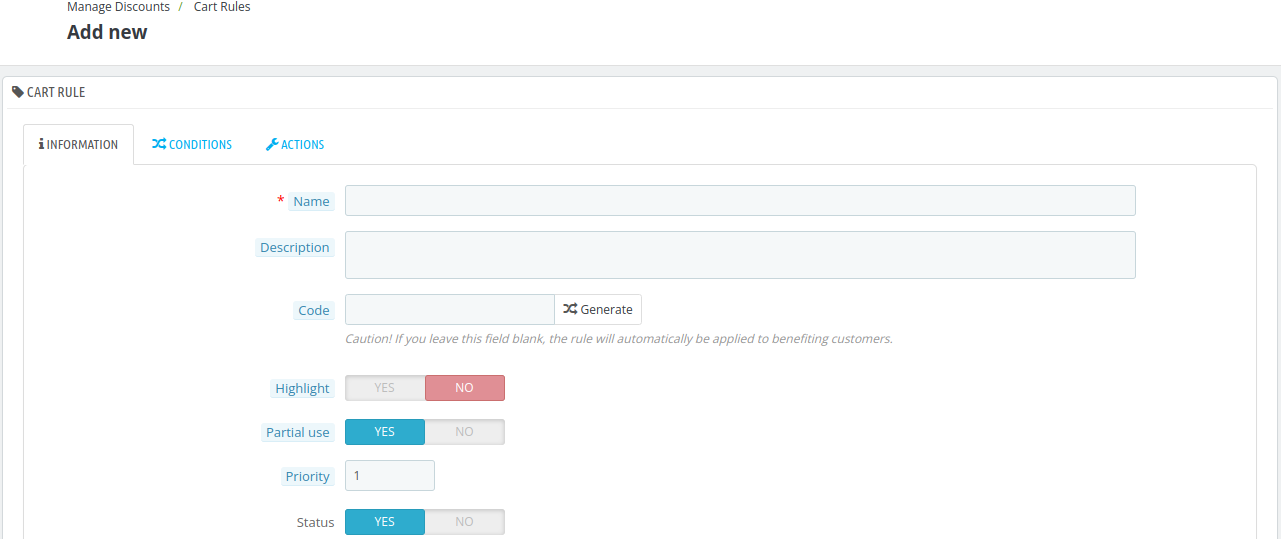 Manage Discounts / Cart Rules
Add new
CART RULE
INFORMATION CONDITIONS ACTIONS
* Name
Description
Code Generate
Caution! If you leave this field blank, the rule will automatically be applied to benefiting customers.
Highlight YES NO
Partial use YES NO
Priority 1
Status YES NO